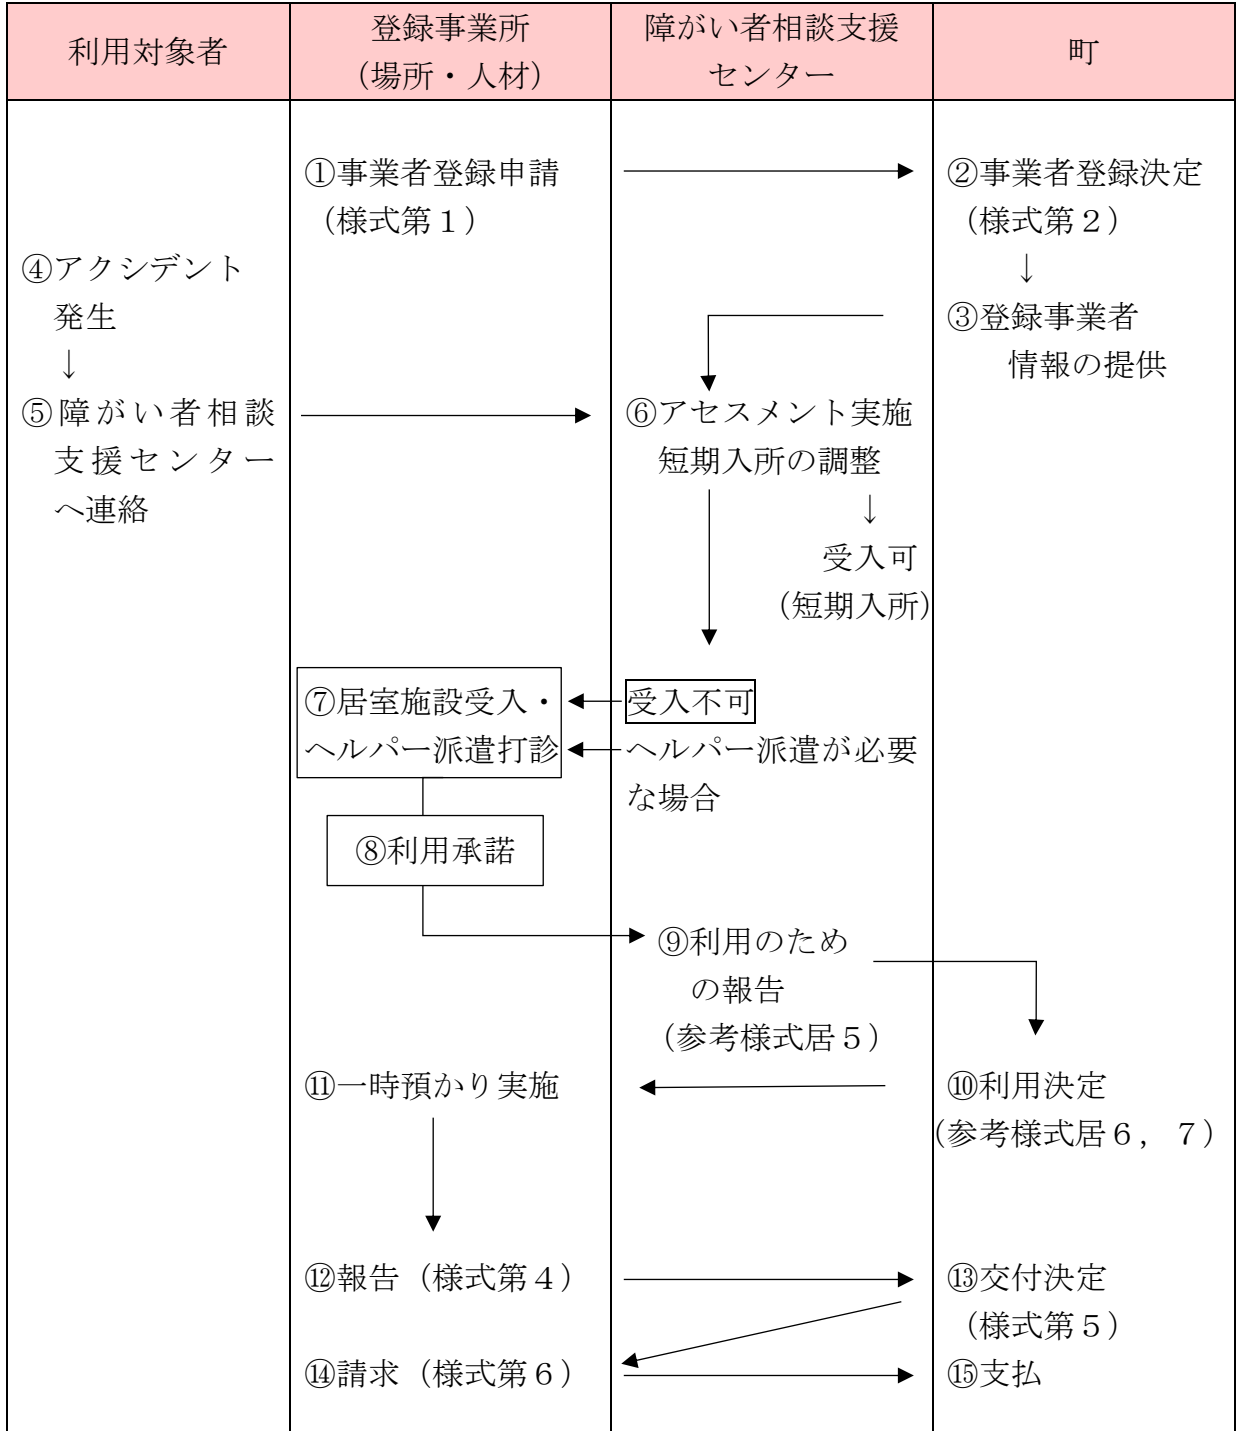 利用対象者
登録事業所
（場所・人材）
障がい者相談支援
センター
町
①事業者登録申請
（様式第１）
②事業者登録決定
（様式第２）
↓
③登録事業者
情報の提供
④アクシデント
発生
↓
⑤障がい者相談
支援センター
へ連絡
⑥アセスメント実施
短期入所の調整
↓
受入可
（短期入所）
受入不可
ヘルパー派遣が必要
な場合
⑦居室施設受入・
ヘルパー派遣打診
⑧利用承諾
⑨利用のため
の報告
（参考様式居５）
⑩利用決定
（参考様式居６，７）
⑪一時預かり実施
⑫報告（様式第４）
⑬交付決定
（様式第５）
⑭請求（様式第６）
⑮支払